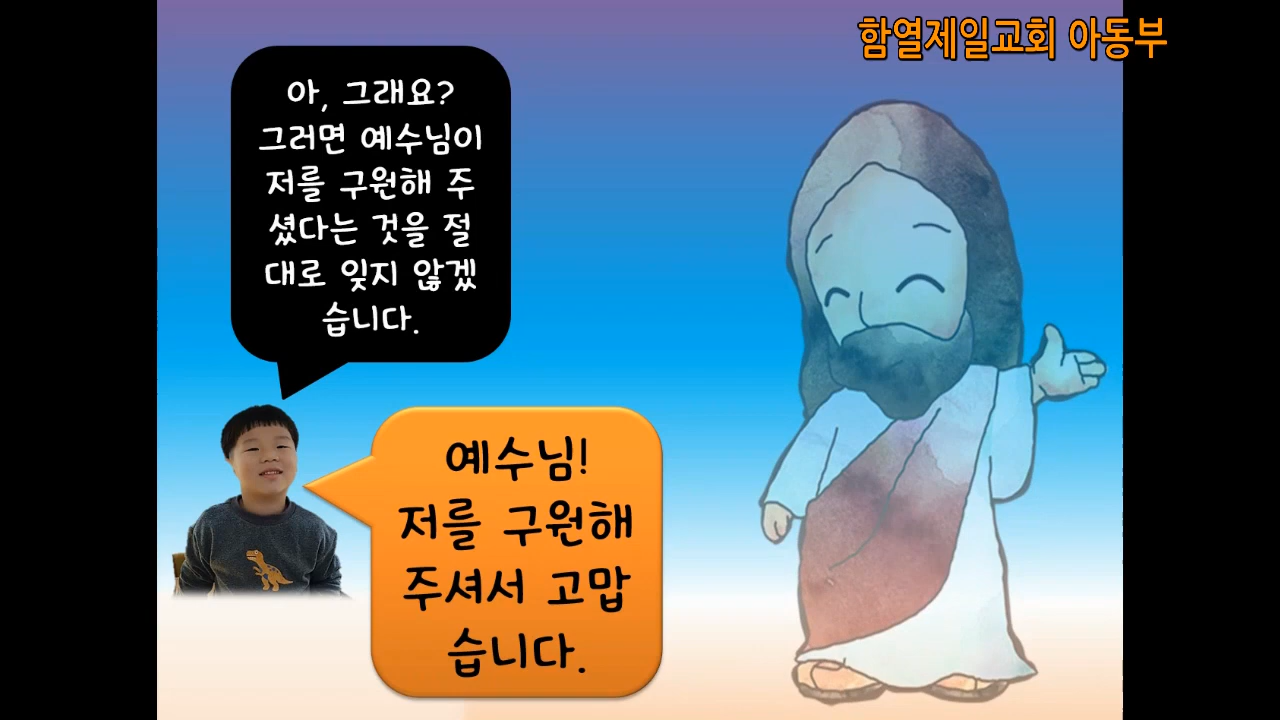 함열제일교회 아동부
아, 그래요?
그러면 예수님이
저를 구원해 주
셨다는 것을 절
대로 잊지 않겠
습니다.
예수님!
저를 구원해
주셔서 고맙
습니다.